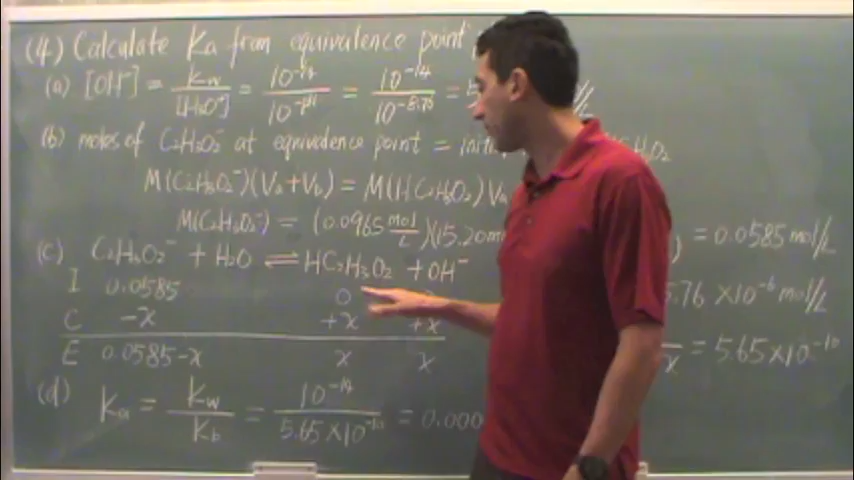 (4) Calculate Ka from equivalence point
(a) [OH⁻] = Kw/[H₃O⁺] = 10⁻¹⁴/10⁻ᵖᴴ = 10⁻¹⁴/10⁻⁸·⁷⁶ = 5
(b) moles of C₂H₃O₂⁻ at equivalence point = initial HC₂H₃O₂
M(C₂H₃O₂⁻)(Va+Vb) = M(HC₂H₃O₂)Va
M(C₂H₃O₂⁻) = (0.0965 mol/L)(15.20 m ) = 0.0585 mol/L
(c) C₂H₃O₂⁻ + H₂O ⇌ HC₂H₃O₂ + OH⁻
I 0.0585 0 .76 ×10⁻⁶ mol/L
C -x +x +x
E 0.0585-x x x x = 5.65×10⁻¹⁰
(d) Ka = Kw/Kb = 10⁻¹⁴/5.65×10⁻¹⁰ = 0.000